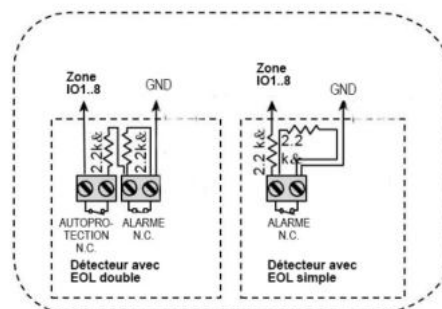 Zone
IO1..8
GND
2.2k&
2.2k&
AUTOPRO-
TECTION
N.C.
ALARME
N.C.
Détecteur avec
EOL double
Zone
IO1..8
GND
2.2 k&
2.2
k&
ALARME
N.C.
Détecteur avec
EOL simple